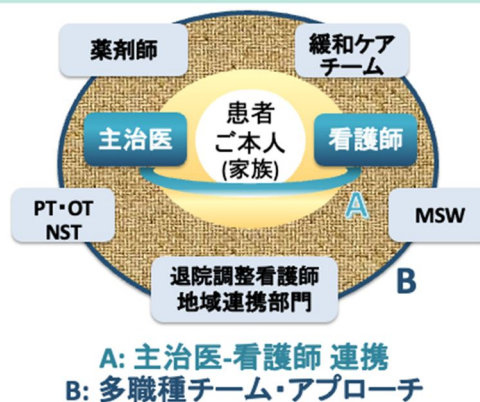 薬剤師
緩和ケア
チーム
患者
ご本人
(家族)
主治医
看護師
A
PT・OT
NST
MSW
退院調整看護師
地域連携部門
B
A: 主治医-看護師 連携
B: 多職種チーム・アプローチ